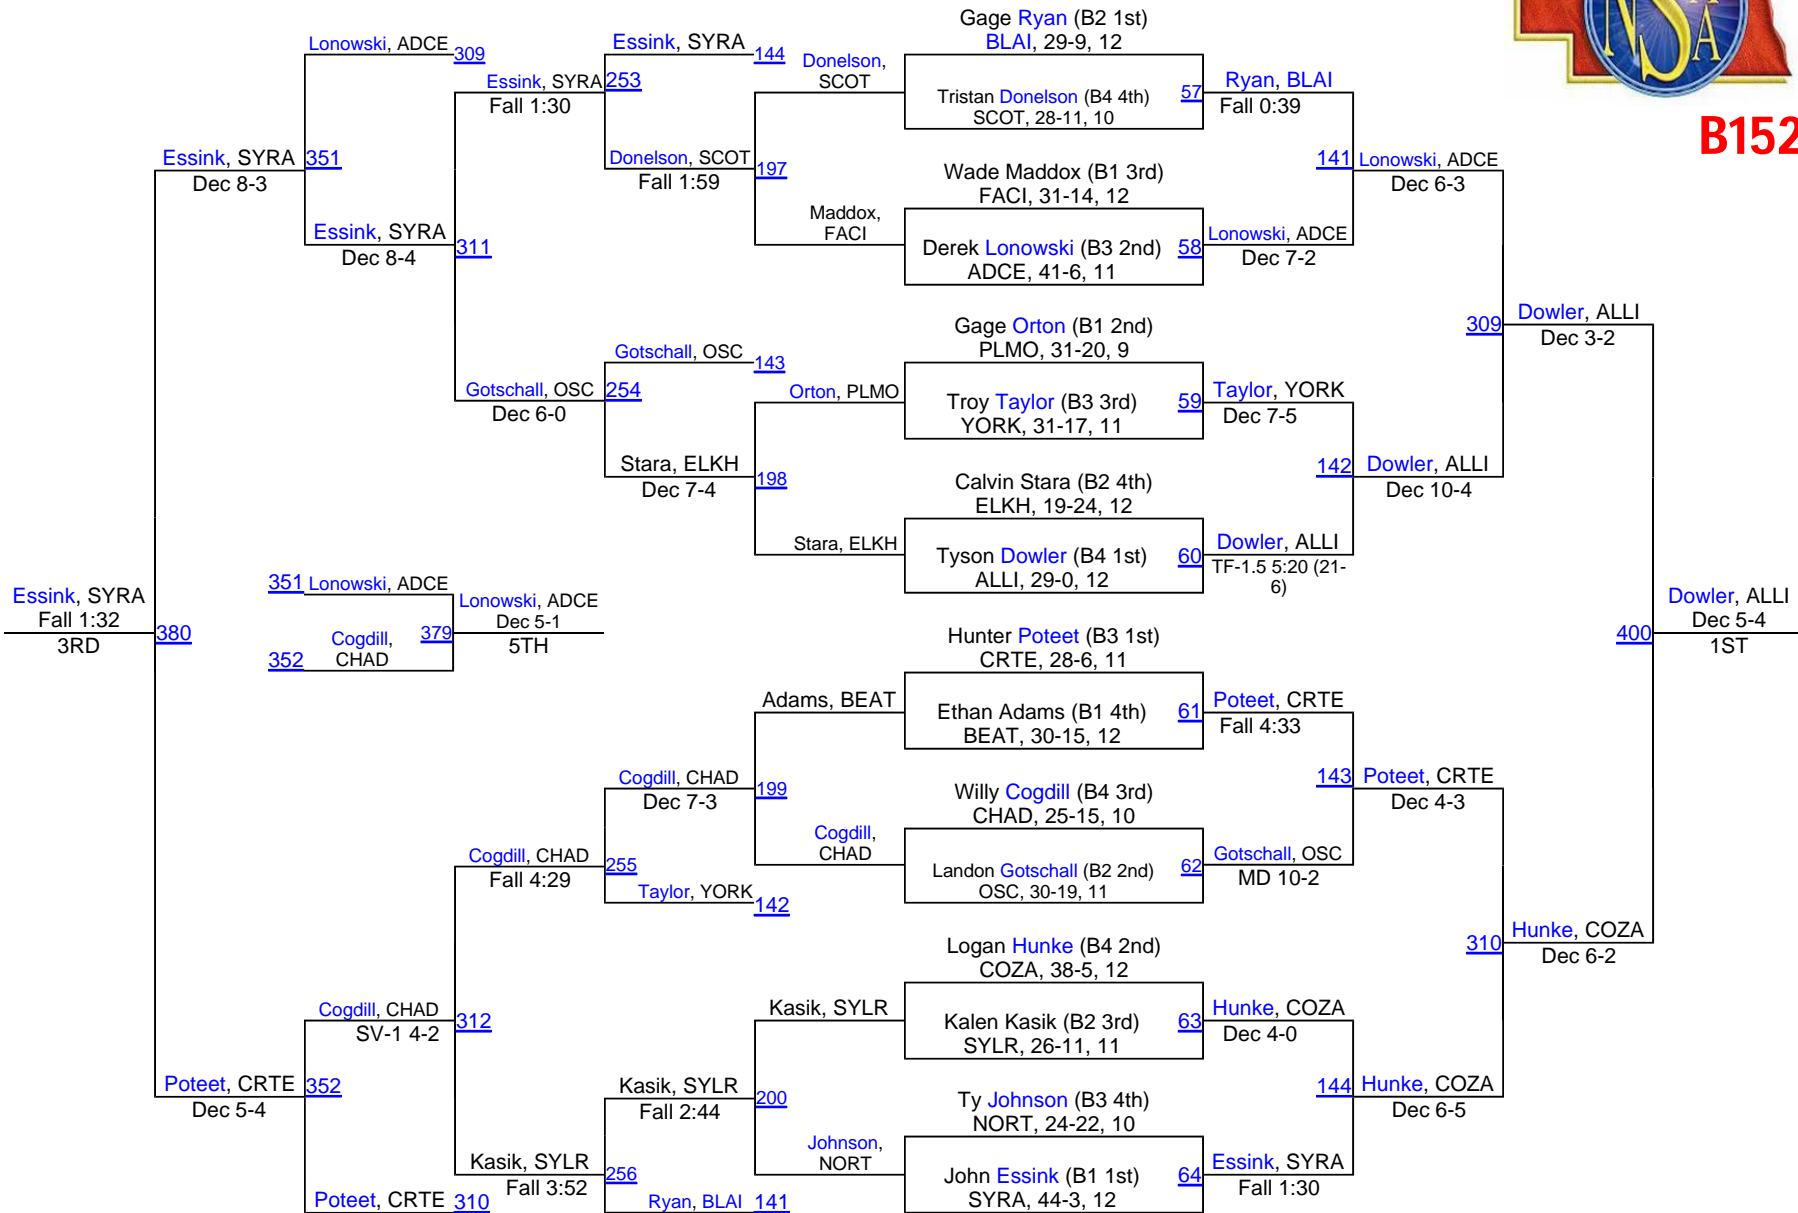 Gage Ryan (B2 1st)
BLAI, 29-9, 12
Tristan Donelson (B4 4th)
SCOT, 28-11, 10
57
Wade Maddox (B1 3rd)
FACI, 31-14, 12
Derek Lonowski (B3 2nd)
ADCE, 41-6, 11
58
Gage Orton (B1 2nd)
PLMO, 31-20, 9
Troy Taylor (B3 3rd)
YORK, 31-17, 11
59
Calvin Stara (B2 4th)
ELKH, 19-24, 12
Tyson Dowler (B4 1st)
ALLI, 29-0, 12
60
Hunter Poteet (B3 1st)
CRTE, 28-6, 11
Ethan Adams (B1 4th)
BEAT, 30-15, 12
61
Willy Cogdill (B4 3rd)
CHAD, 25-15, 10
Landon Gotschall (B2 2nd)
OSC, 30-19, 11
62
Logan Hunke (B4 2nd)
COZA, 38-5, 12
Kalen Kasik (B2 3rd)
SYLR, 26-11, 11
63
Ty Johnson (B3 4th)
NORT, 24-22, 10
John Essink (B1 1st)
SYRA, 44-3, 12
64
Ryan, BLAI
Fall 0:39
141
Lonowski, ADCE
Dec 7-2
Taylor, YORK
Dec 7-5
142
Dowler, ALLI
TF-1.5 5:20 (21-
6)
Poteet, CRTE
Fall 4:33
143
Gotschall, OSC
MD 10-2
Hunke, COZA
Dec 4-0
144
Essink, SYRA
Fall 1:30
Lonowski, ADCE
Dec 6-3
309
Dowler, ALLI
Dec 10-4
Poteet, CRTE
Dec 4-3
310
Hunke, COZA
Dec 6-5
Dowler, ALLI
Dec 3-2
400
Hunke, COZA
Dec 6-2
Dowler, ALLI
Dec 5-4
1ST
NSAA
B152
Donelson,
SCOT
197
Maddox,
FACI
Orton, PLMO
198
Stara, ELKH
Adams, BEAT
199
Cogdill,
CHAD
Kasik, SYLR
200
Johnson,
NORT
Essink, SYRA
144
253
Donelson, SCOT
Fall 1:59
Gotschall, OSC
143
254
Stara, ELKH
Dec 7-4
Cogdill, CHAD
Dec 7-3
255
Taylor, YORK
142
Kasik, SYLR
Fall 2:44
256
Ryan, BLAI
141
Essink, SYRA
Fall 1:30
311
Gotschall, OSC
Dec 6-0
Cogdill, CHAD
Fall 4:29
312
Kasik, SYLR
Fall 3:52
Lonowski, ADCE
309
351
Essink, SYRA
Dec 8-4
Cogdill, CHAD
SV-1 4-2
352
Poteet, CRTE
310
Essink, SYRA
Dec 8-3
380
Poteet, CRTE
Dec 5-4
Essink, SYRA
Fall 1:32
3RD
351
Lonowski, ADCE
352
Cogdill,
CHAD
379
Lonowski, ADCE
Dec 5-1
5TH